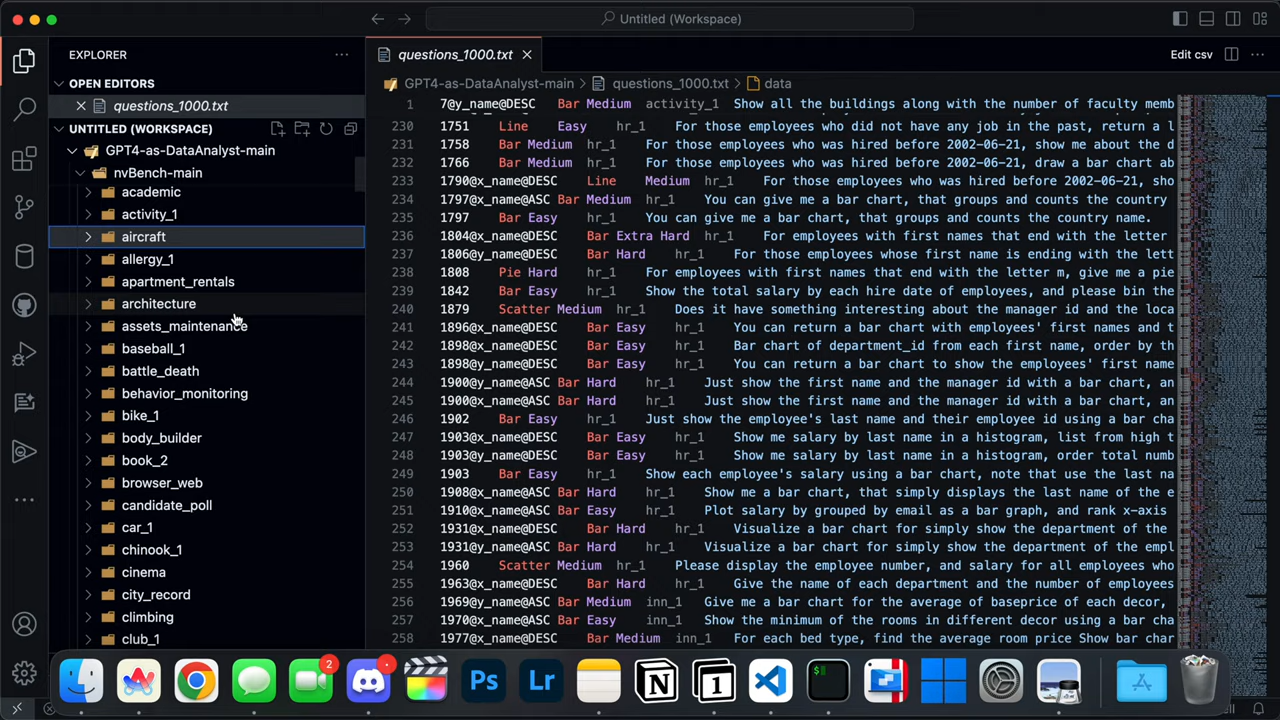 Untitled (Workspace)
EXPLORER
OPEN EDITORS
questions_1000.txt
UNTITLED (WORKSPACE)
GPT4-as-DataAnalyst-main
nvBench-main
academic
activity_1
aircraft
allergy_1
apartment_rentals
architecture
assets_maintenance
baseball_1
battle_death
behavior_monitoring
bike_1
body_builder
book_2
browser_web
candidate_poll
car_1
chinook_1
cinema
city_record
climbing
club_1
questions_1000.txt
Edit csv
GPT4-as-DataAnalyst-main > questions_1000.txt > data
1 7@y_name@DESC Bar Medium activity_1 Show all the buildings along with the number of faculty memb
230 1751 Line Easy hr_1 For those employees who did not have any job in the past, return a l
231 1758 Bar Medium hr_1 For those employees who was hired before 2002-06-21, show me about the d
232 1766 Bar Medium hr_1 For those employees who was hired before 2002-06-21, draw a bar chart ab
233 1790@x_name@DESC Line Medium hr_1 For those employees who was hired before 2002-06-21, sho
234 1797@x_name@ASC Bar Medium hr_1 You can give me a bar chart, that groups and counts the country
235 1797 Bar Easy hr_1 You can give me a bar chart, that groups and counts the country name.
236 1804@x_name@DESC Bar Extra Hard hr_1 For employees with first names that end with the letter
237 1806@y_name@DESC Bar Hard hr_1 For those employees whose first name is ending with the lett
238 1808 Pie Hard hr_1 For employees with first names that end with the letter m, give me a pie
239 1842 Bar Easy hr_1 Show the total salary by each hire date of employees, and please bin the
240 1879 Scatter Medium hr_1 Does it have something interesting about the manager id and the loca
241 1896@x_name@DESC Bar Easy hr_1 You can return a bar chart with employees' first names and t
242 1898@x_name@DESC Bar Easy hr_1 Bar chart of department_id from each first name, order by th
243 1898@y_name@DESC Bar Easy hr_1 You can return a bar chart to show the employees' first name
244 1900@x_name@ASC Bar Hard hr_1 Just show the first name and the manager id with a bar chart, an
245 1900@x_name@ASC Bar Hard hr_1 Just show the first name and the manager id with a bar chart, an
246 1902 Bar Easy hr_1 Just show the employee's last name and their employee id using a bar cha
247 1903@y_name@DESC Bar Easy hr_1 Show me salary by last name in a histogram, list from high t
248 1903@y_name@DESC Bar Easy hr_1 Show me salary by last name in a histogram, order total numb
249 1903 Bar Easy hr_1 Show each employee's salary using a bar chart, note that use the last na
250 1908@x_name@ASC Bar Hard hr_1 Show me a bar chart, that simply displays the last name of the e
251 1910@x_name@ASC Bar Easy hr_1 Plot salary by grouped by email as a bar graph, and rank x-axis
252 1931@x_name@DESC Bar Hard hr_1 Visualize a bar chart for simply show the department of the
253 1931@y_name@ASC Bar Hard hr_1 Visualize a bar chart for simply show the department of the empl
254 1960 Scatter Medium hr_1 Please display the employee number, and salary for all employees who
255 1963@x_name@DESC Bar Hard hr_1 Give the name of each department and the number of employees
256 1969@y_name@ASC Bar Medium inn_1 Give me a bar chart for the average of baseprice of each decor,
257 1970@x_name@ASC Bar Easy inn_1 Show the minimum of the rooms in different decor using a bar cha
258 1977@x_name@DESC Bar Medium inn_1 For each bed type, find the average room price Show bar char
2
Ps
Lr
N
1